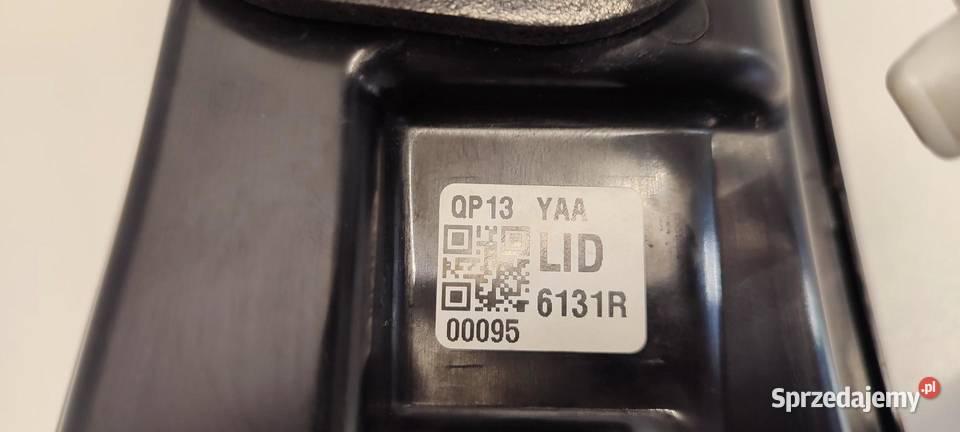 QP13 YAA
LID
6131R
00095
Sprzedajemy.pl